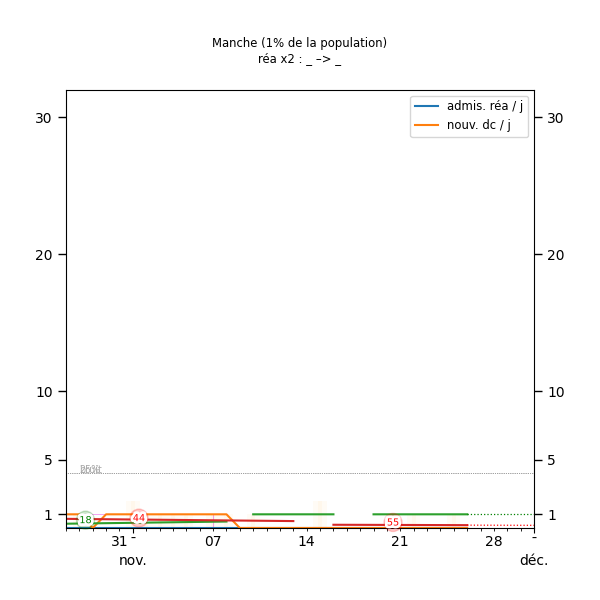 Manche (1% de la population)
réa x2 : _ –> _
admis. réa / j
nouv. dc / j
30 30
20 20
10 10
5 5
1 1
18 44 55
31 - 07 14 21 28 -
nov. déc.